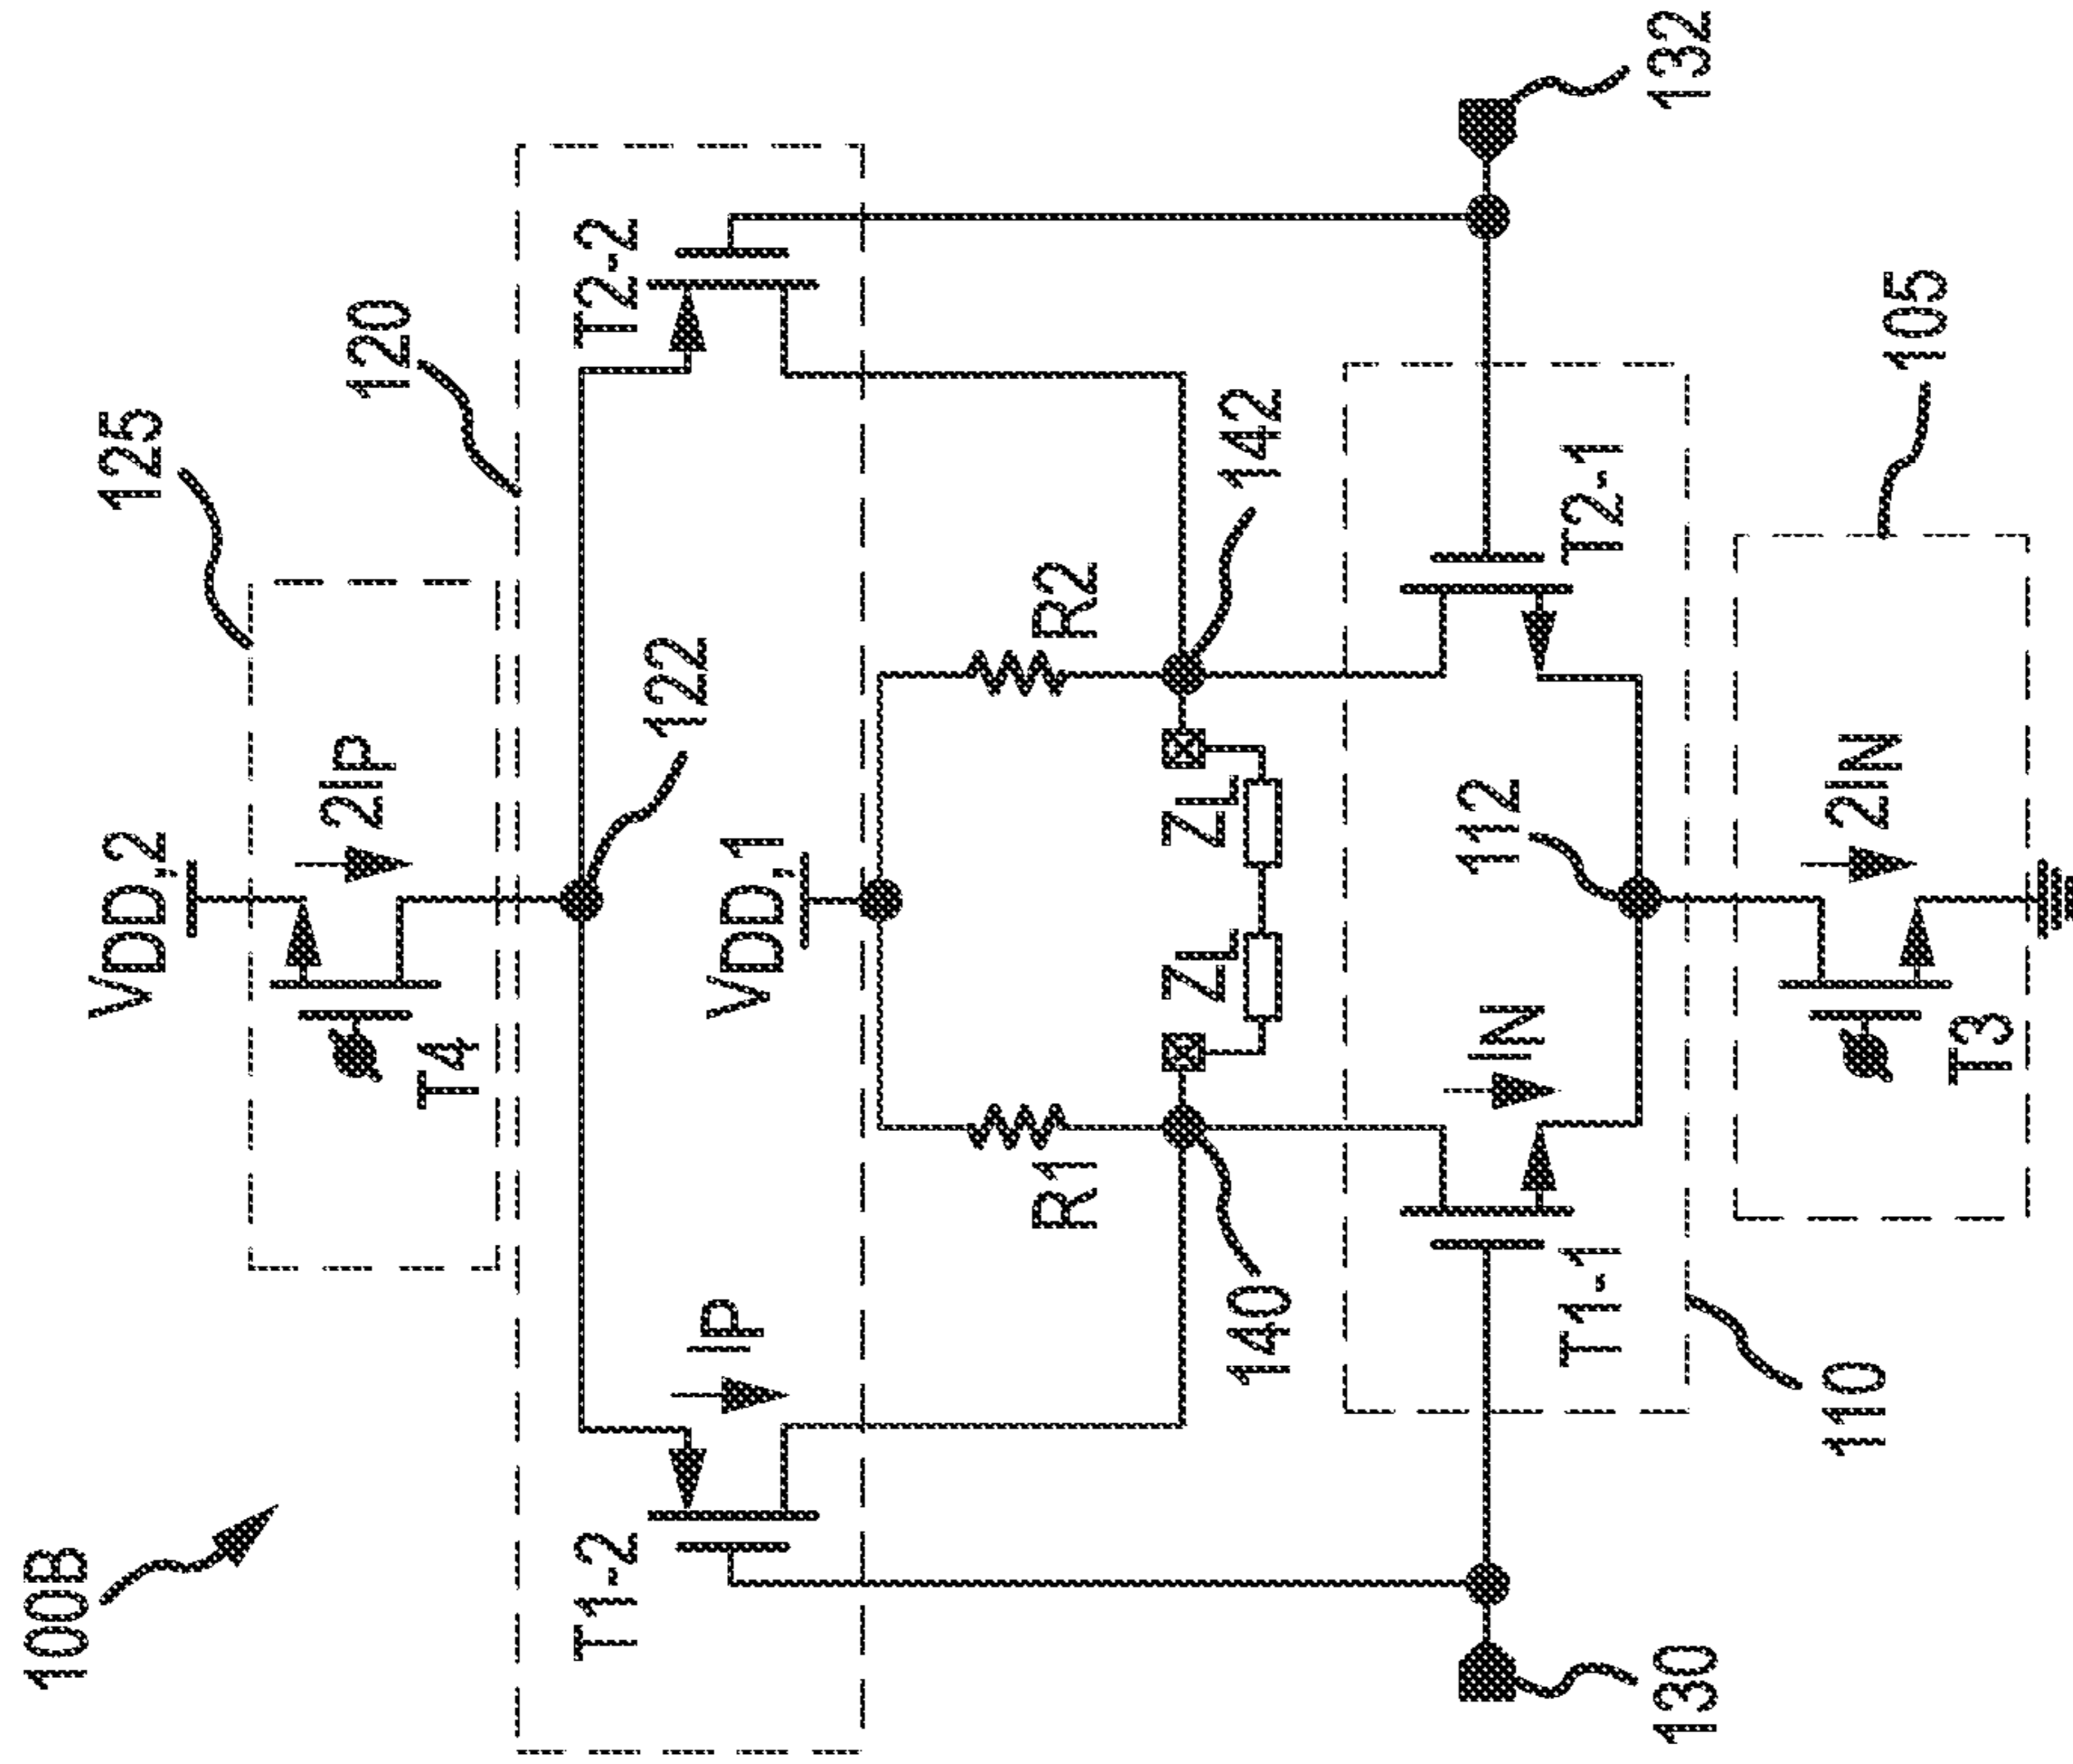 100B
VDD,2
125
2IP
T4
120
T1-2
IP
122
T2-2
VDD,1
R1
R2
ZL
ZL
140
142
IN
112
T1-1
T2-1
130
132
110
2IN
T3
105